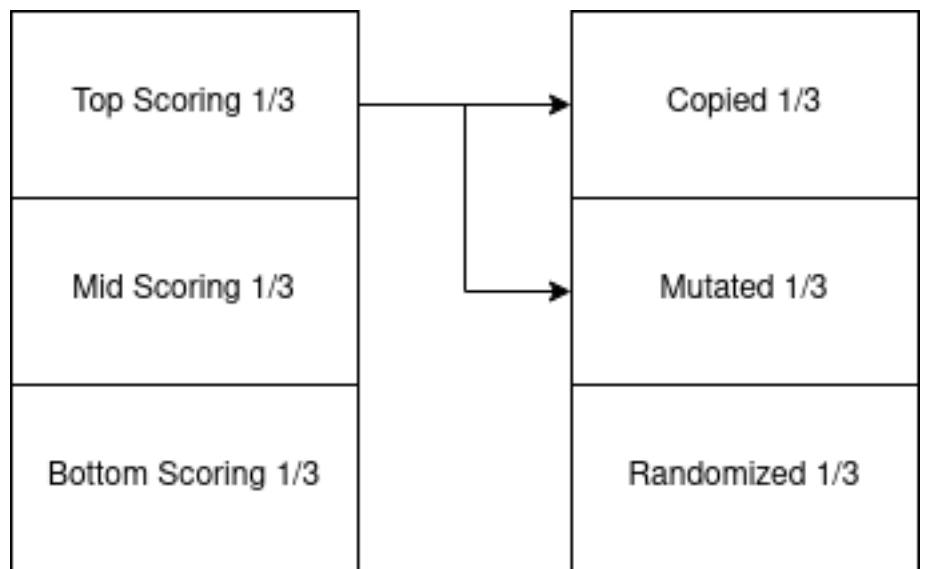 Top Scoring 1/3
Copied 1/3
Mid Scoring 1/3
Mutated 1/3
Bottom Scoring 1/3
Randomized 1/3